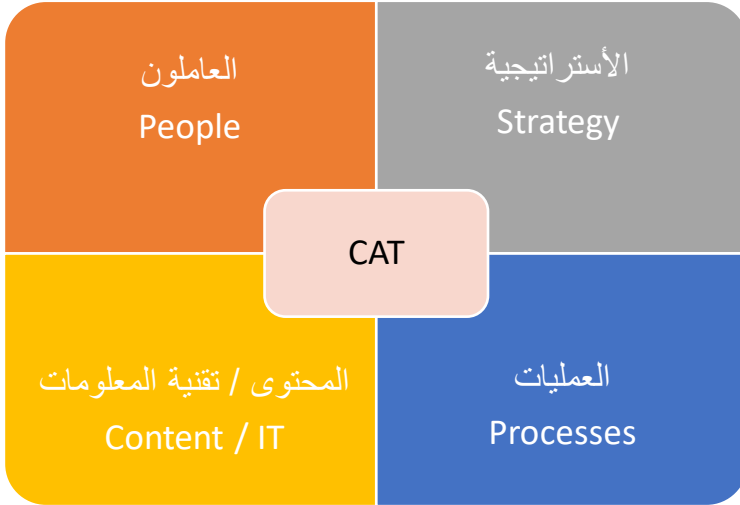 العاملون
People
الأستراتيجية
Strategy
CAT
المحتوى / تقنية المعلومات
Content / IT
العمليات
Processes